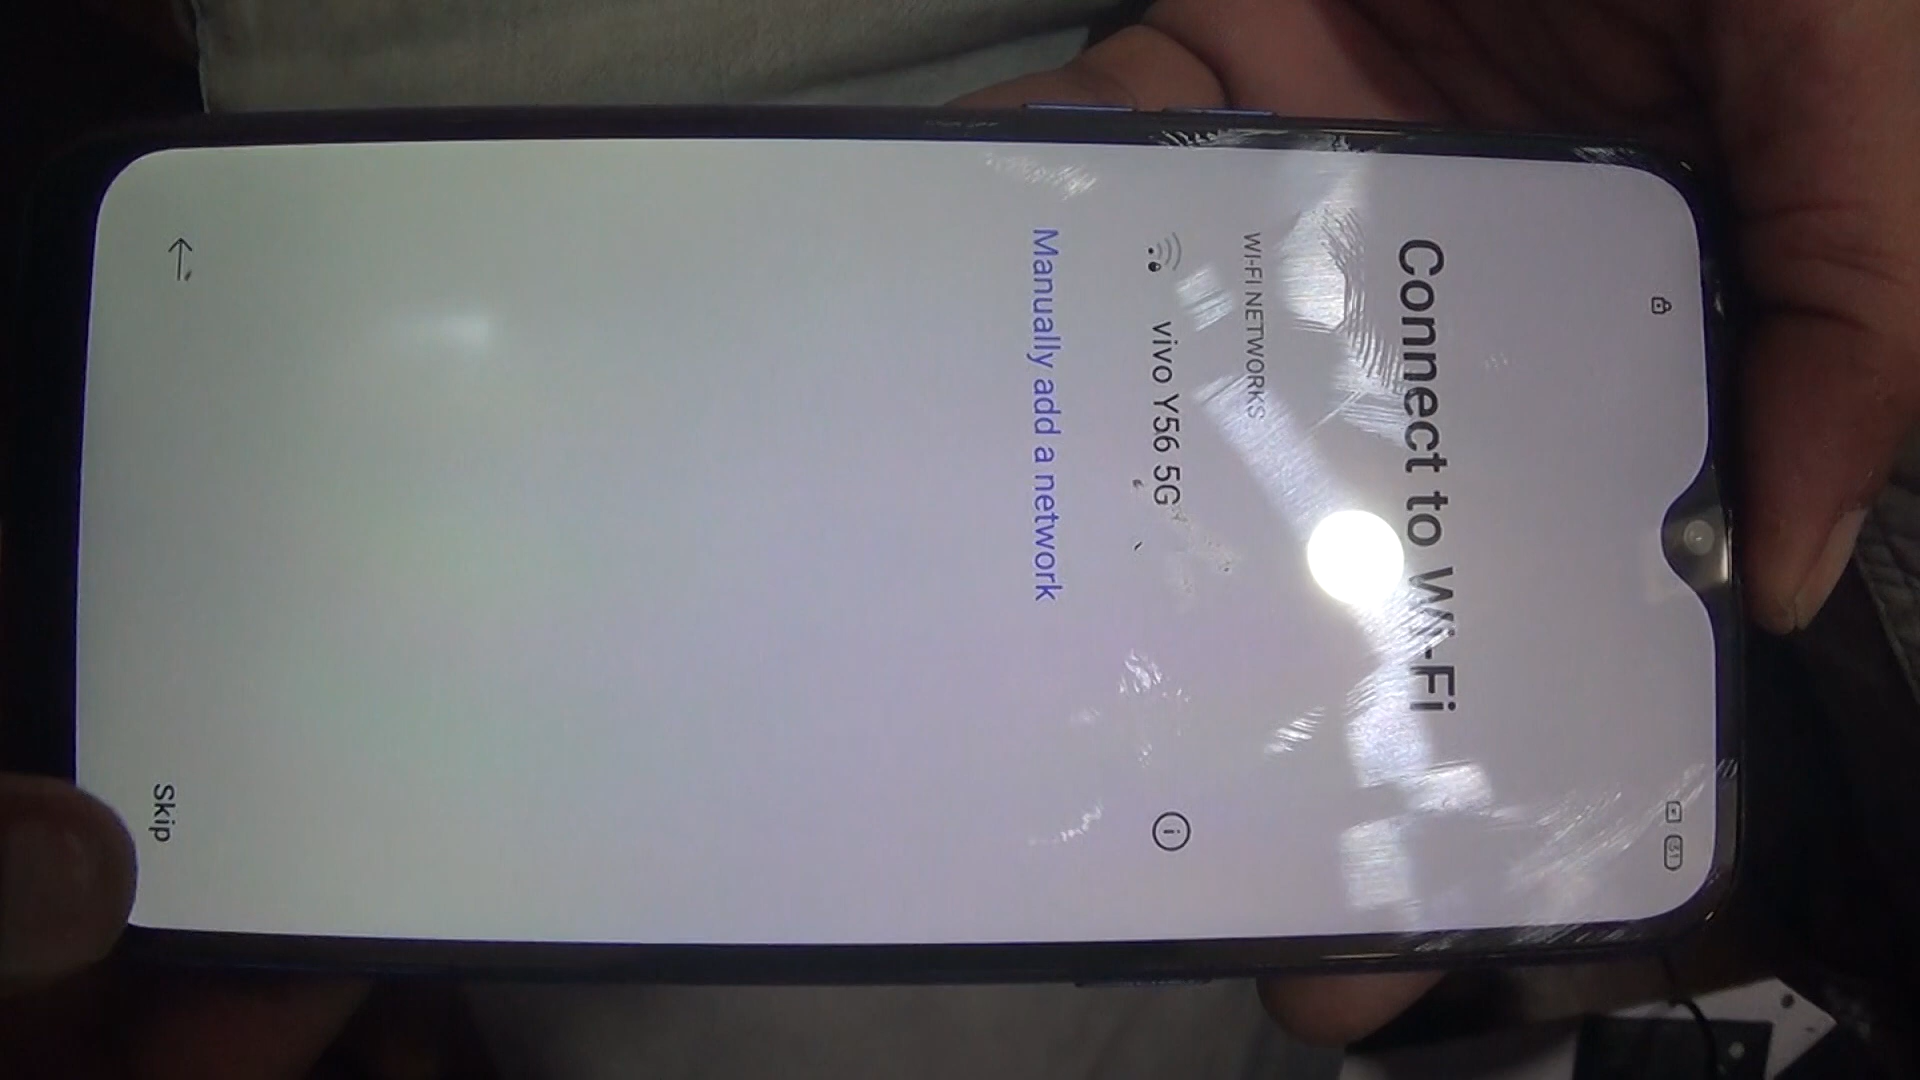 Connect to Wi-Fi
WI-FI NETWORKS
vivo Y56 5G
Manually add a network
Skip